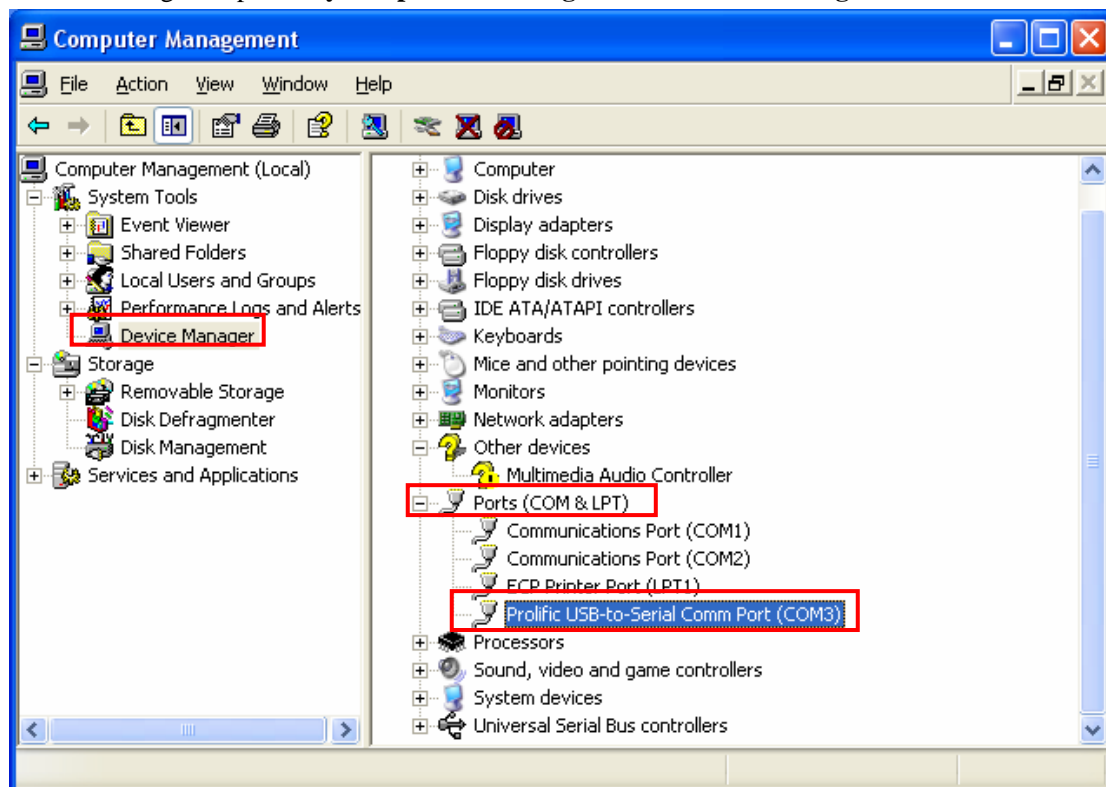 Computer Management
File Action View Window Help
Computer Management (Local)
System Tools
Event Viewer
Shared Folders
Local Users and Groups
Performance Logs and Alerts
Device Manager
Storage
Removable Storage
Disk Defragmenter
Disk Management
Services and Applications
Computer
Disk drives
Display adapters
Floppy disk controllers
Floppy disk drives
IDE ATA/ATAPI controllers
Keyboards
Mice and other pointing devices
Monitors
Network adapters
Other devices
Multimedia Audio Controller
Ports (COM & LPT)
Communications Port (COM1)
Communications Port (COM2)
ECP Printer Port (LPT1)
Prolific USB-to-Serial Comm Port (COM3)
Processors
Sound, video and game controllers
System devices
Universal Serial Bus controllers